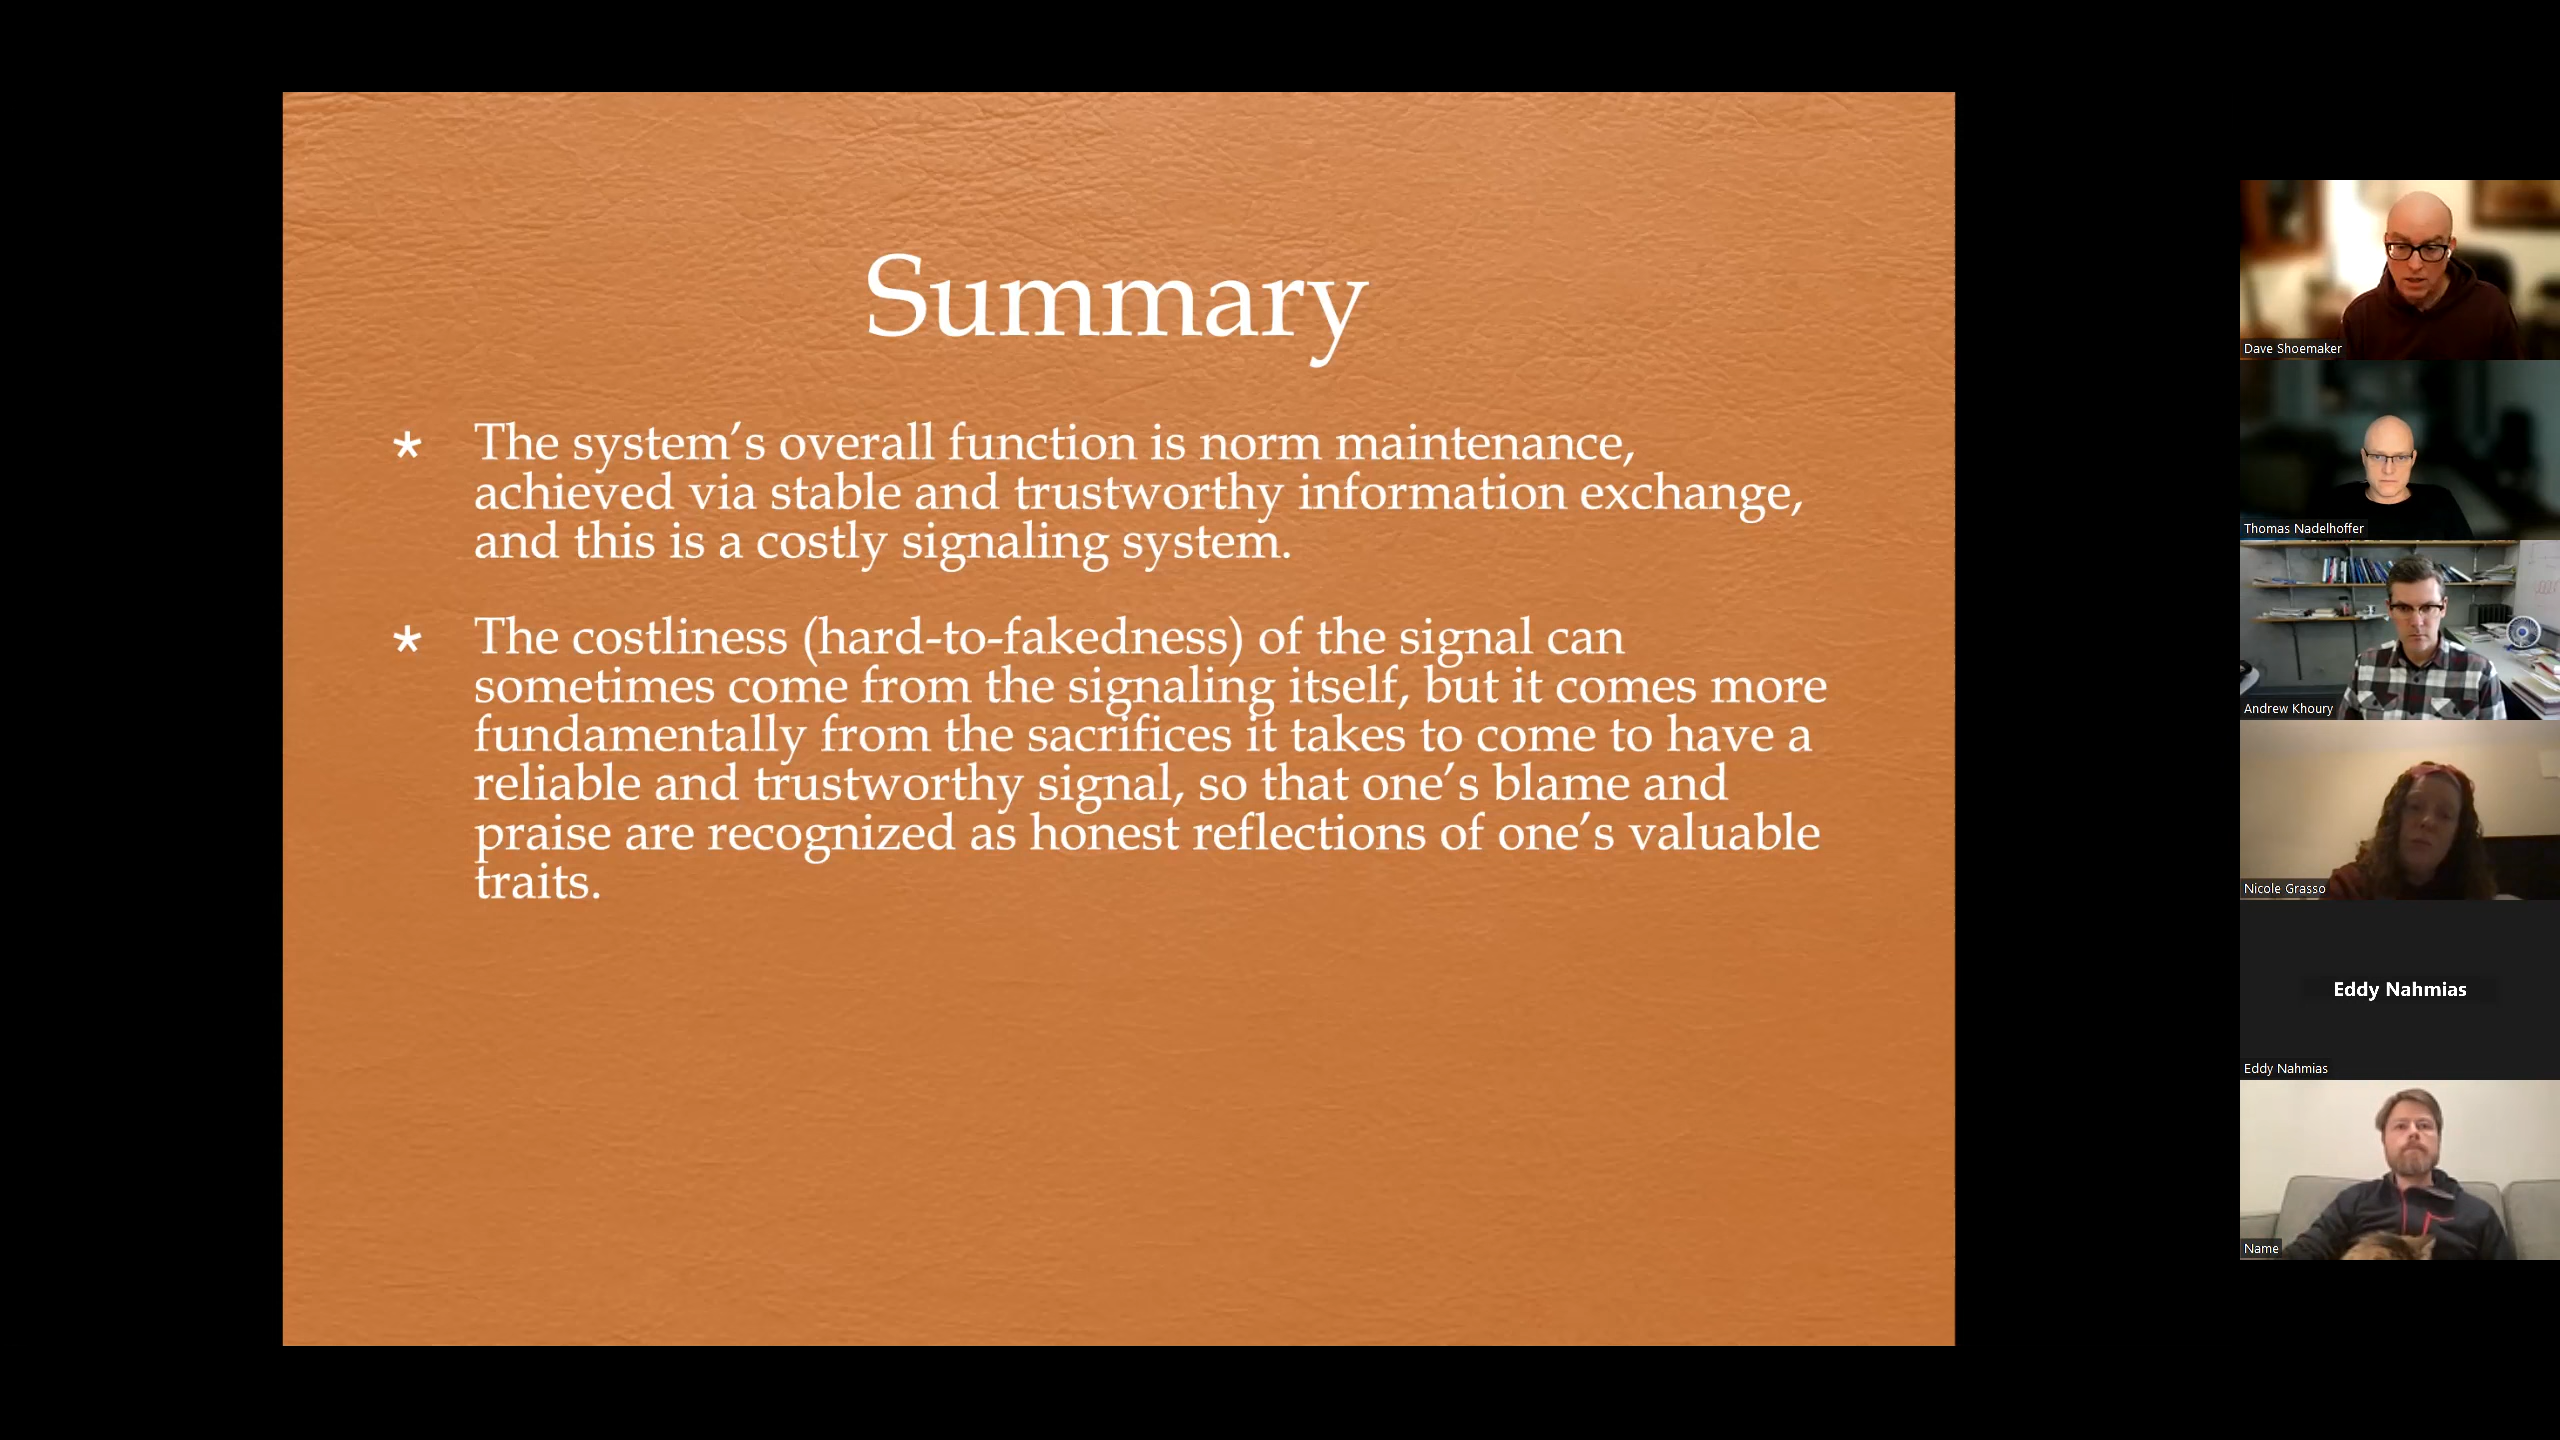 Summary
* The system’s overall function is norm maintenance,
achieved via stable and trustworthy information exchange,
and this is a costly signaling system.
* The costliness (hard-to-fakedness) of the signal can
sometimes come from the signaling itself, but it comes more
fundamentally from the sacrifices it takes to come to have a
reliable and trustworthy signal, so that one’s blame and
praise are recognized as honest reflections of one’s valuable
traits.
Dave Shoemaker
Thomas Nadelhoffer
Andrew Khoury
Nicole Grasso
Eddy Nahmias
Eddy Nahmias
Name